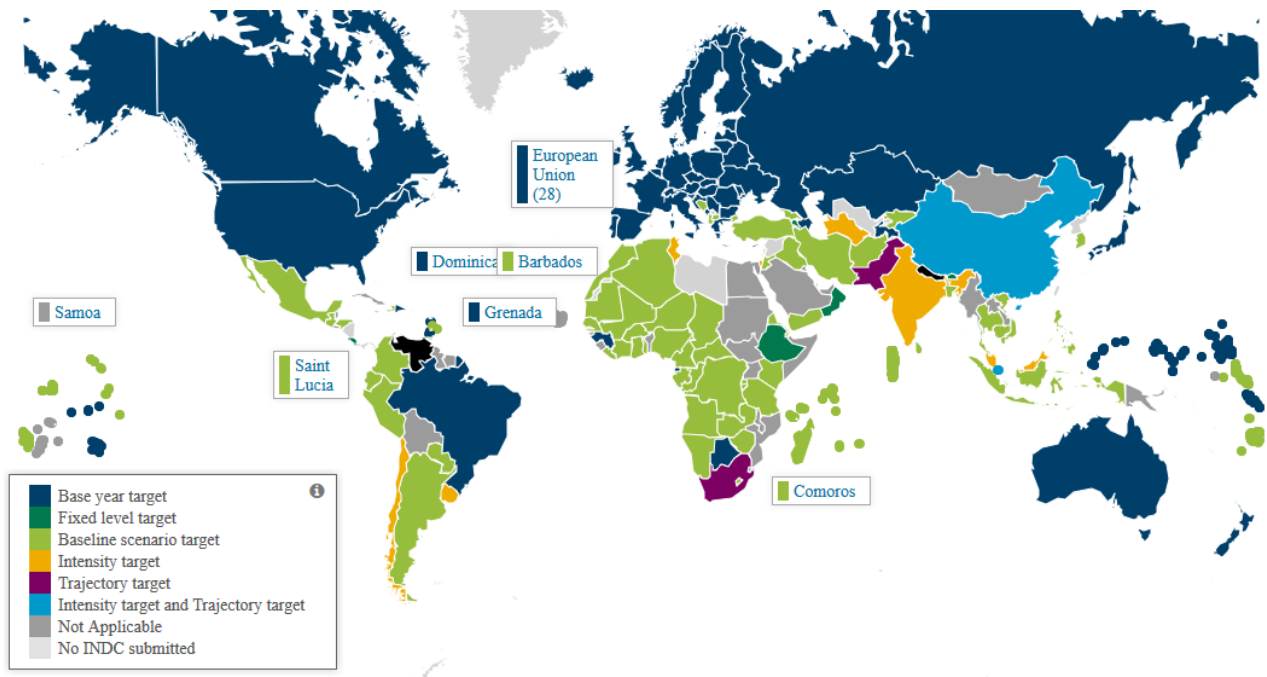 European
Union
(28)
Dominica
Barbados
Samoa
Grenada
Saint
Lucia
Comoros
Base year target
Fixed level target
Baseline scenario target
Intensity target
Trajectory target
Intensity target and Trajectory target
Not Applicable
No INDC submitted